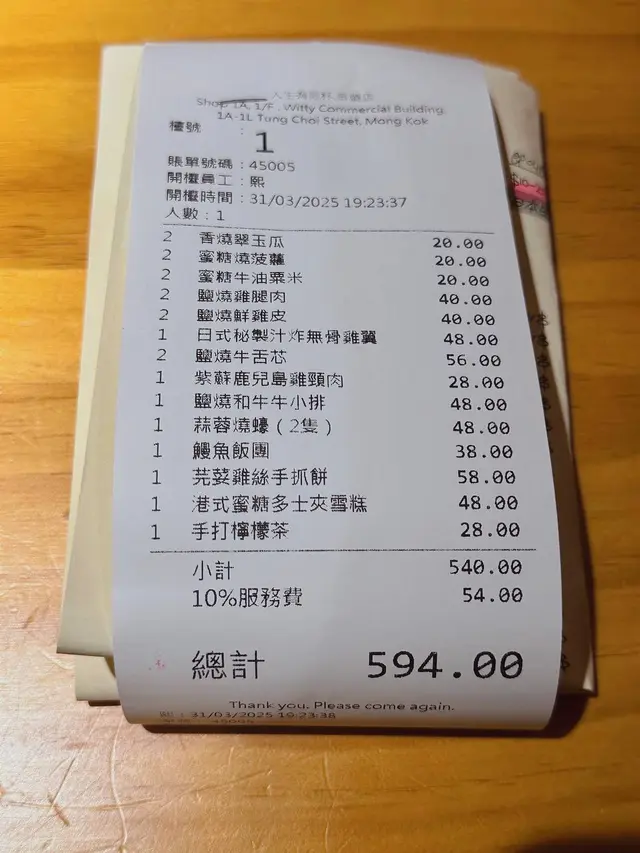 Shop 1A, 1/F., Witty Commercial Building,
1A-1L Tung Choi Street, Mong Kok
檯號 : 1
賬單號碼 : 45005
開檯員工 : 熙
開檯時間 : 31/03/2025 19:23:37
人數 : 1
2 香燒翠玉瓜 20.00
2 蜜糖燒菠蘿 20.00
2 蜜糖牛油粟米 20.00
2 鹽燒雞腿肉 40.00
2 鹽燒鮮雞皮 40.00
1 日式秘製汁炸無骨雞翼 48.00
2 鹽燒牛舌芯 56.00
1 紫蘇鹿兒島雞頸肉 28.00
1 鹽燒和牛牛小排 48.00
1 蒜蓉燒蠔（2隻） 48.00
1 鰻魚飯團 38.00
1 芫荽雞絲手抓餅 58.00
1 港式蜜糖多士夾雪糕 48.00
1 手打檸檬茶 28.00
小計 540.00
10%服務費 54.00
總計 594.00
Thank you. Please come again.
31/03/2025 19:23:38
45005